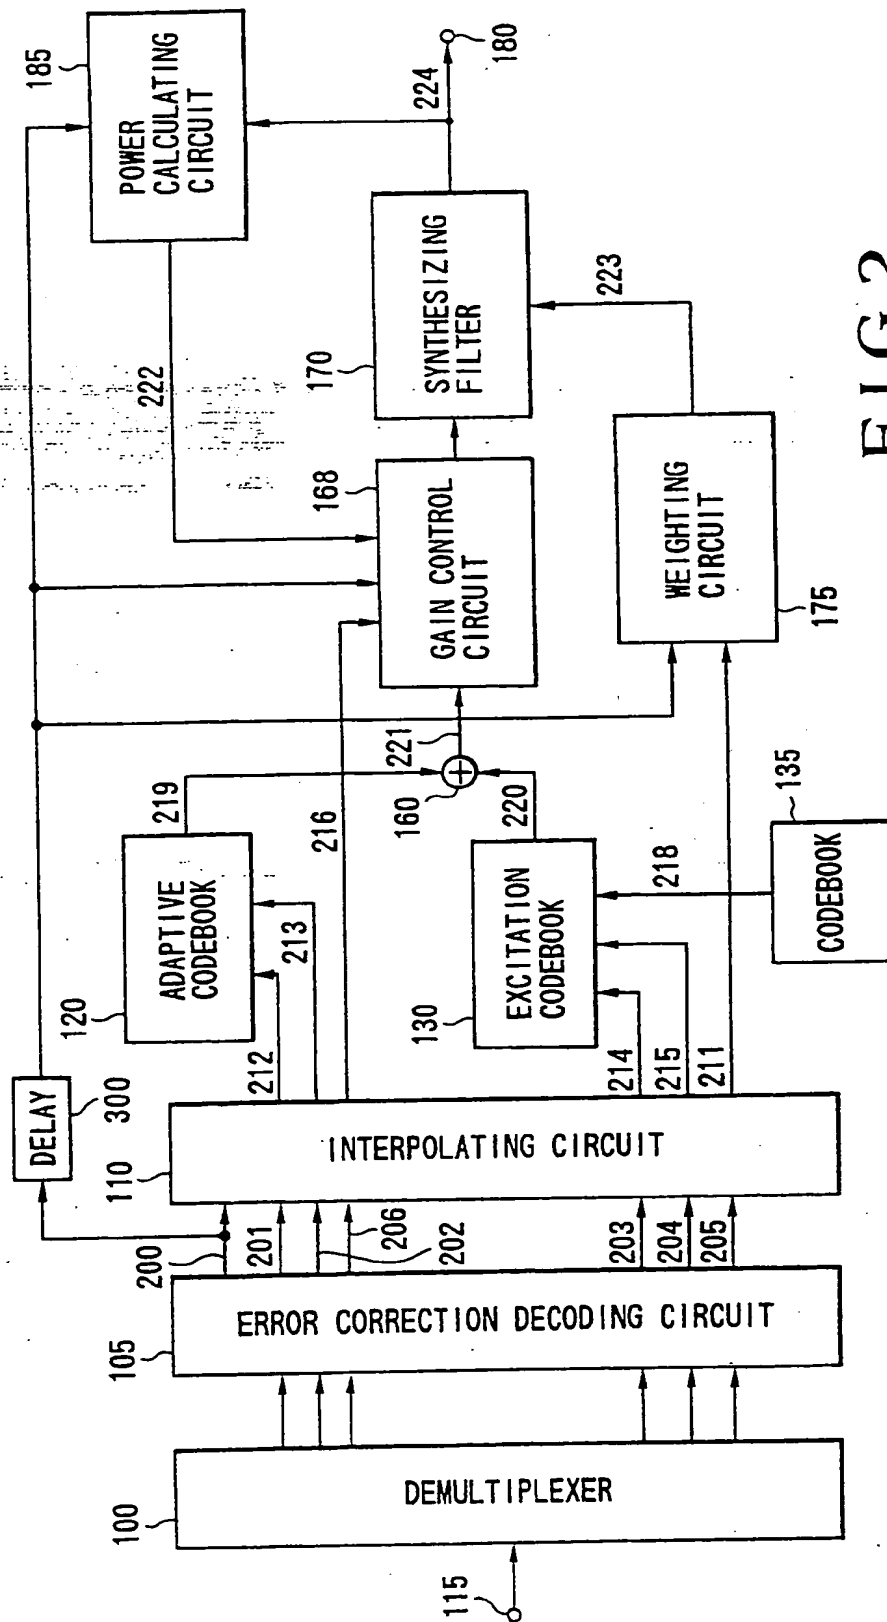 115
100
DEMULTIPLEXER
105
ERROR CORRECTION DECODING CIRCUIT
200
201
202
206
203
204
205
110
INTERPOLATING CIRCUIT
DELAY
300
212
213
216
214
215
211
120
ADAPTIVE
CODEBOOK
219
130
EXCITATION
CODEBOOK
218
220
135
CODEBOOK
160
221
168
GAIN CONTROL
CIRCUIT
222
175
WEIGHTING
CIRCUIT
223
170
SYNTHESIZING
FILTER
185
POWER
CALCULATING
CIRCUIT
224
180
FIG.2